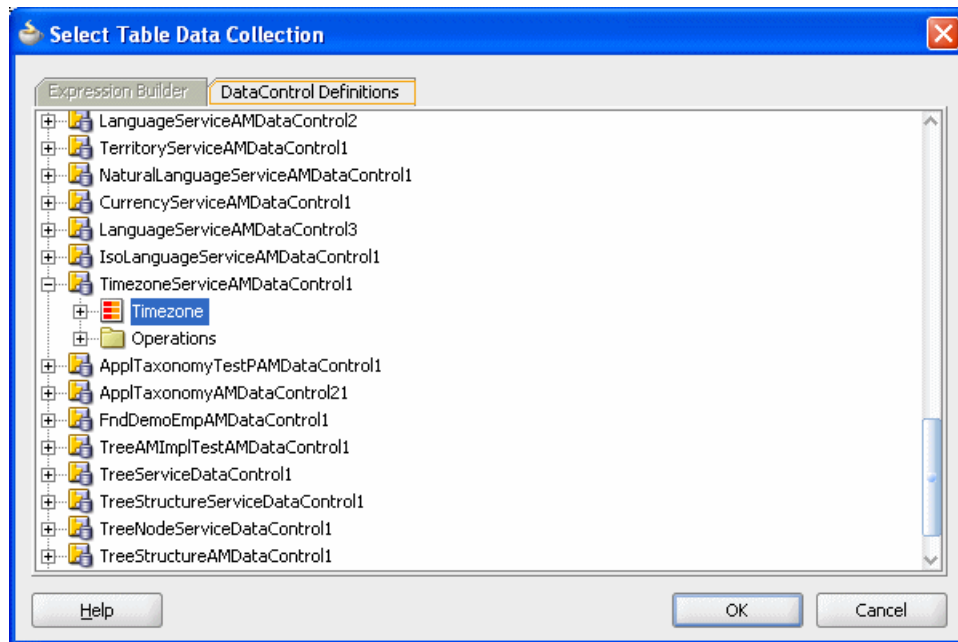 Select Table Data Collection
Expression Builder DataControl Definitions
LanguageServiceAMDataControl2
TerritoryServiceAMDataControl1
NaturalLanguageServiceAMDataControl1
CurrencyServiceAMDataControl1
LanguageServiceAMDataControl3
IsoLanguageServiceAMDataControl1
TimezoneServiceAMDataControl1
Timezone
Operations
ApplTaxonomyTestPAMDataControl1
ApplTaxonomyAMDataControl21
FndDemoEmpAMDataControl1
TreeAMImplTestAMDataControl1
TreeServiceDataControl1
TreeStructureServiceDataControl1
TreeNodeServiceDataControl1
TreeStructureAMDataControl1
Help OK Cancel